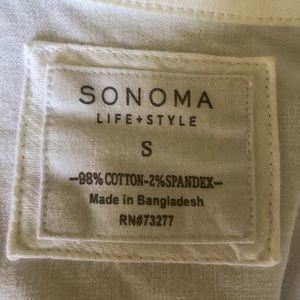 SONOMA
LIFE+STYLE
S
—98%COTTON-2%SPANDEX—
Made in Bangladesh
RN#73277